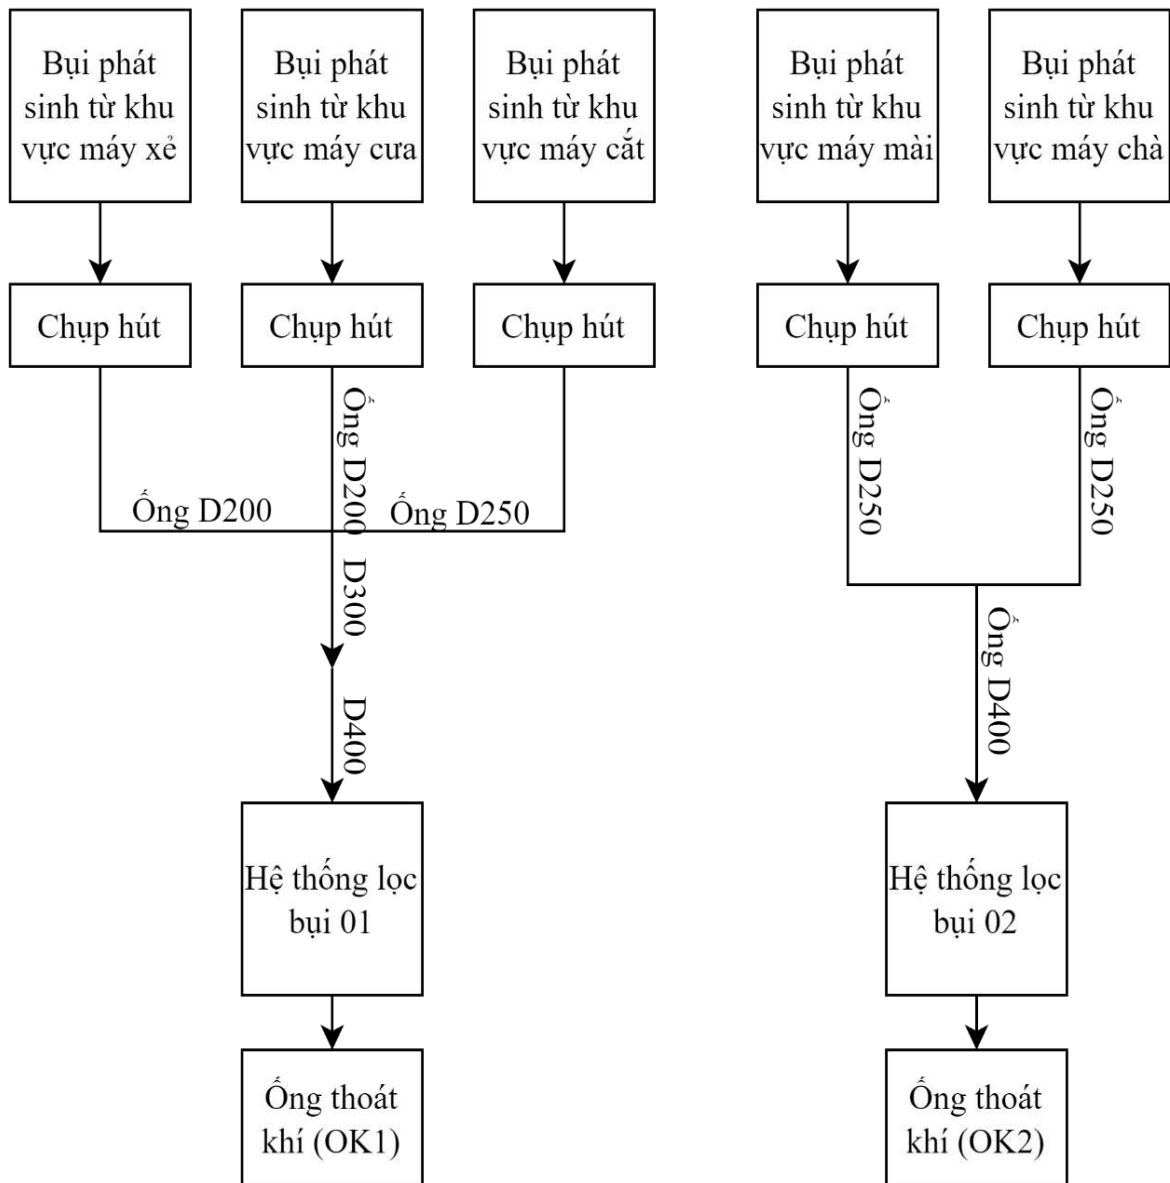 Bụi phát
sinh từ khu
vực máy xẻ
Bụi phát
sinh từ khu
vực máy cưa
Bụi phát
sinh từ khu
vực máy cắt
Bụi phát
sinh từ khu
vực máy mài
Bụi phát
sinh từ khu
vực máy chà
Chụp hút
Chụp hút
Chụp hút
Chụp hút
Chụp hút
Ống D200
Ống D200
Ống D250
Ống D250
Ống D250
D300
D400
Ống D400
Hệ thống lọc
bụi 01
Hệ thống lọc
bụi 02
Ống thoát
khí (OK1)
Ống thoát
khí (OK2)